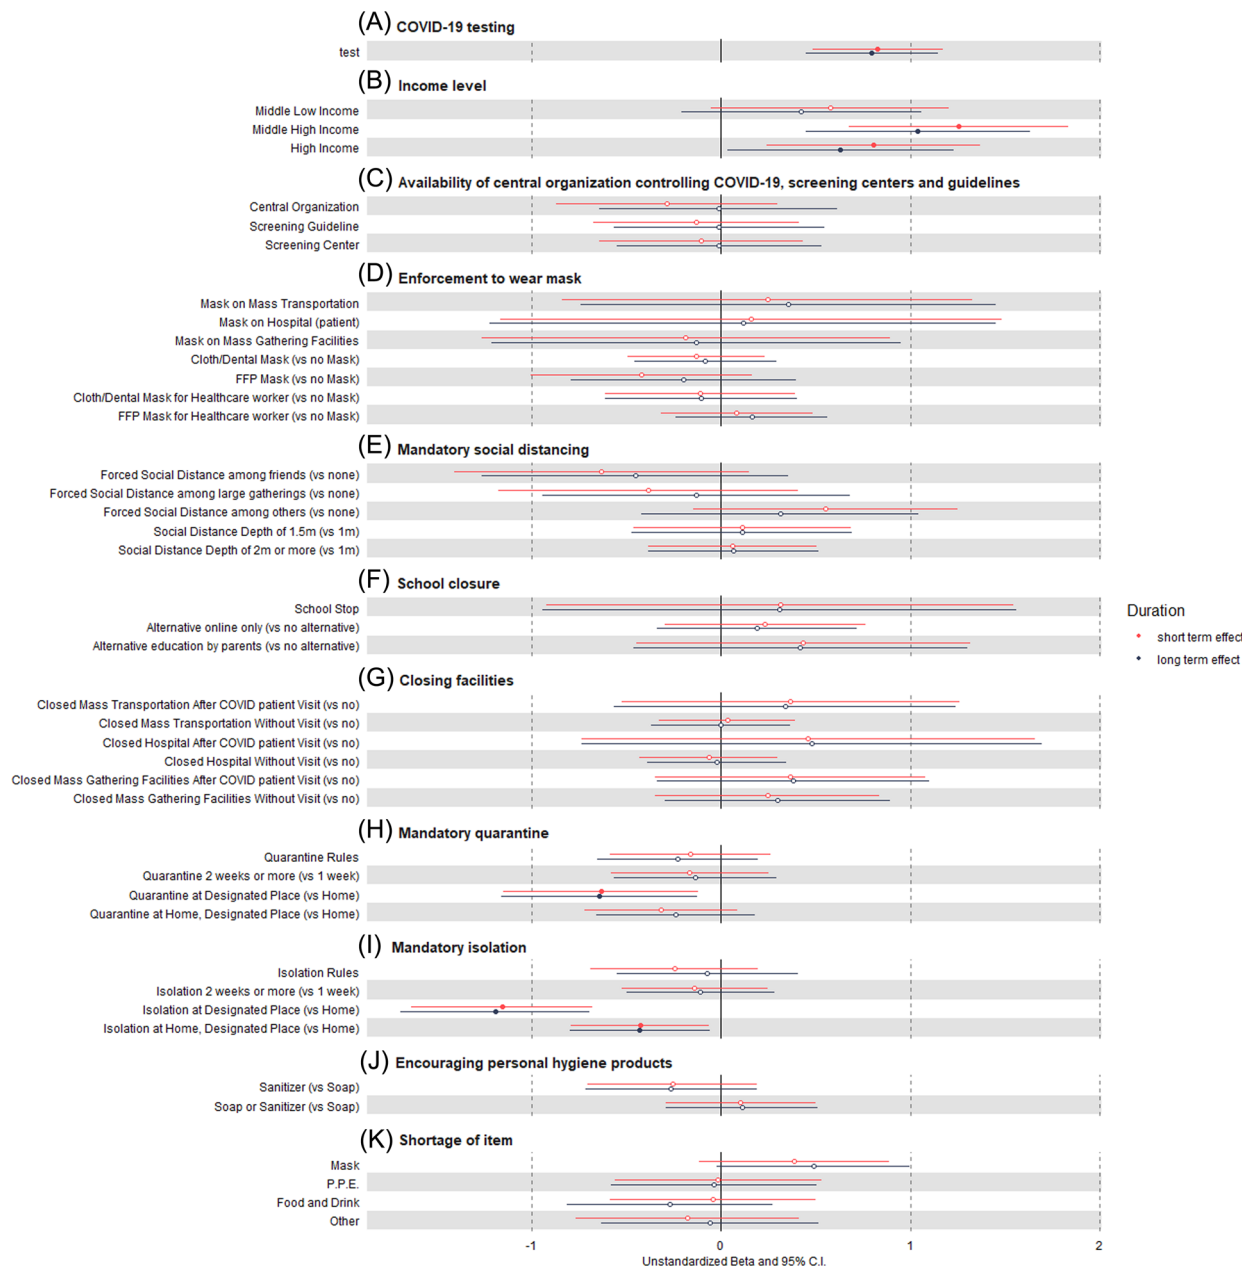 (A) COVID-19 testing
test
(B) Income level
Middle Low Income
Middle High Income
High Income
(C) Availability of central organization controlling COVID-19, screening centers and guidelines
Central Organization
Screening Guideline
Screening Center
(D) Enforcement to wear mask
Mask on Mass Transportation
Mask on Hospital (patient)
Mask on Mass Gathering Facilities
Cloth/Dental Mask (vs no Mask)
FFP Mask (vs no Mask)
Cloth/Dental Mask for Healthcare worker (vs no Mask)
FFP Mask for Healthcare worker (vs no Mask)
(E) Mandatory social distancing
Forced Social Distance among friends (vs none)
Forced Social Distance among large gatherings (vs none)
Forced Social Distance among others (vs none)
Social Distance Depth of 1.5m (vs 1m)
Social Distance Depth of 2m or more (vs 1m)
(F) School closure
School Stop
Alternative online only (vs no alternative)
Alternative education by parents (vs no alternative)
Duration
short term effect
long term effect
(G) Closing facilities
Closed Mass Transportation After COVID patient Visit (vs no)
Closed Mass Transportation Without Visit (vs no)
Closed Hospital After COVID patient Visit (vs no)
Closed Hospital Without Visit (vs no)
Closed Mass Gathering Facilities After COVID patient Visit (vs no)
Closed Mass Gathering Facilities Without Visit (vs no)
(H) Mandatory quarantine
Quarantine Rules
Quarantine 2 weeks or more (vs 1 week)
Quarantine at Designated Place (vs Home)
Quarantine at Home, Designated Place (vs Home)
(I) Mandatory isolation
Isolation Rules
Isolation 2 weeks or more (vs 1 week)
Isolation at Designated Place (vs Home)
Isolation at Home, Designated Place (vs Home)
(J) Encouraging personal hygiene products
Sanitizer (vs Soap)
Soap or Sanitizer (vs Soap)
(K) Shortage of item
Mask
P.P.E.
Food and Drink
Other
-1 0 1 2
Unstandardized Beta and 95% C.I.